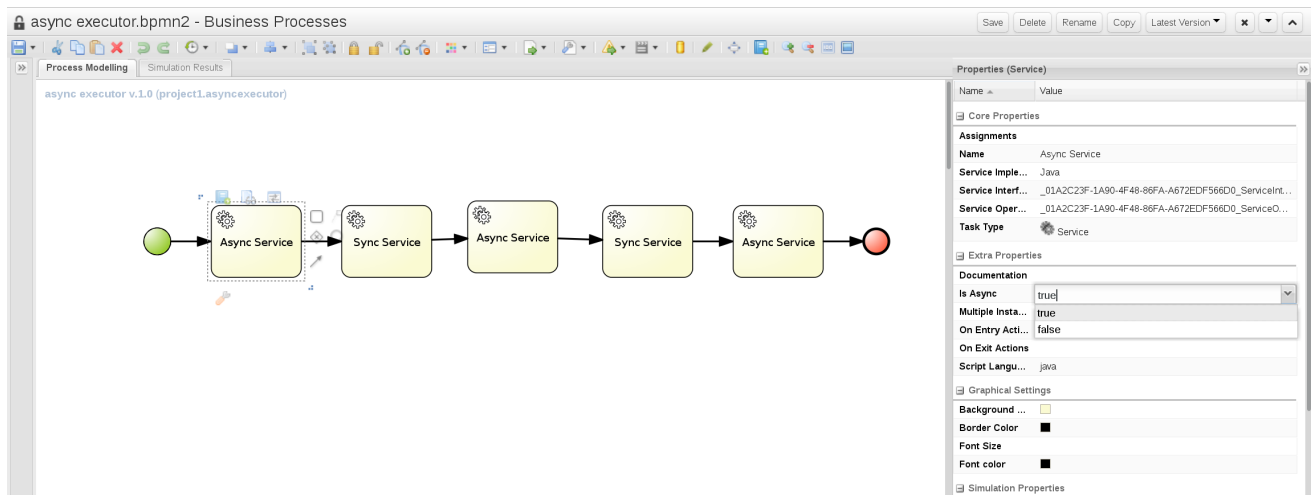 async executor.bpmn2 - Business Processes
Save Delete Rename Copy Latest Version
Process Modelling Simulation Results
Properties (Service)
async executor v.1.0 (project1.asyncexecutor)
Name Value
Core Properties
Assignments
Name Async Service
Service Imple... Java
Service Interf... _01A2C23F-1A90-4F48-86FA-A672EDF566D0_ServiceInt...
Service Oper... _01A2C23F-1A90-4F48-86FA-A672EDF566D0_ServiceO...
Task Type Service
Async Service Sync Service Async Service Sync Service Async Service
Extra Properties
Documentation
Is Async true
Multiple Insta... true
On Entry Acti... false
On Exit Actions
Script Langu... java
Graphical Settings
Background ...
Border Color
Font Size
Font color
Simulation Properties